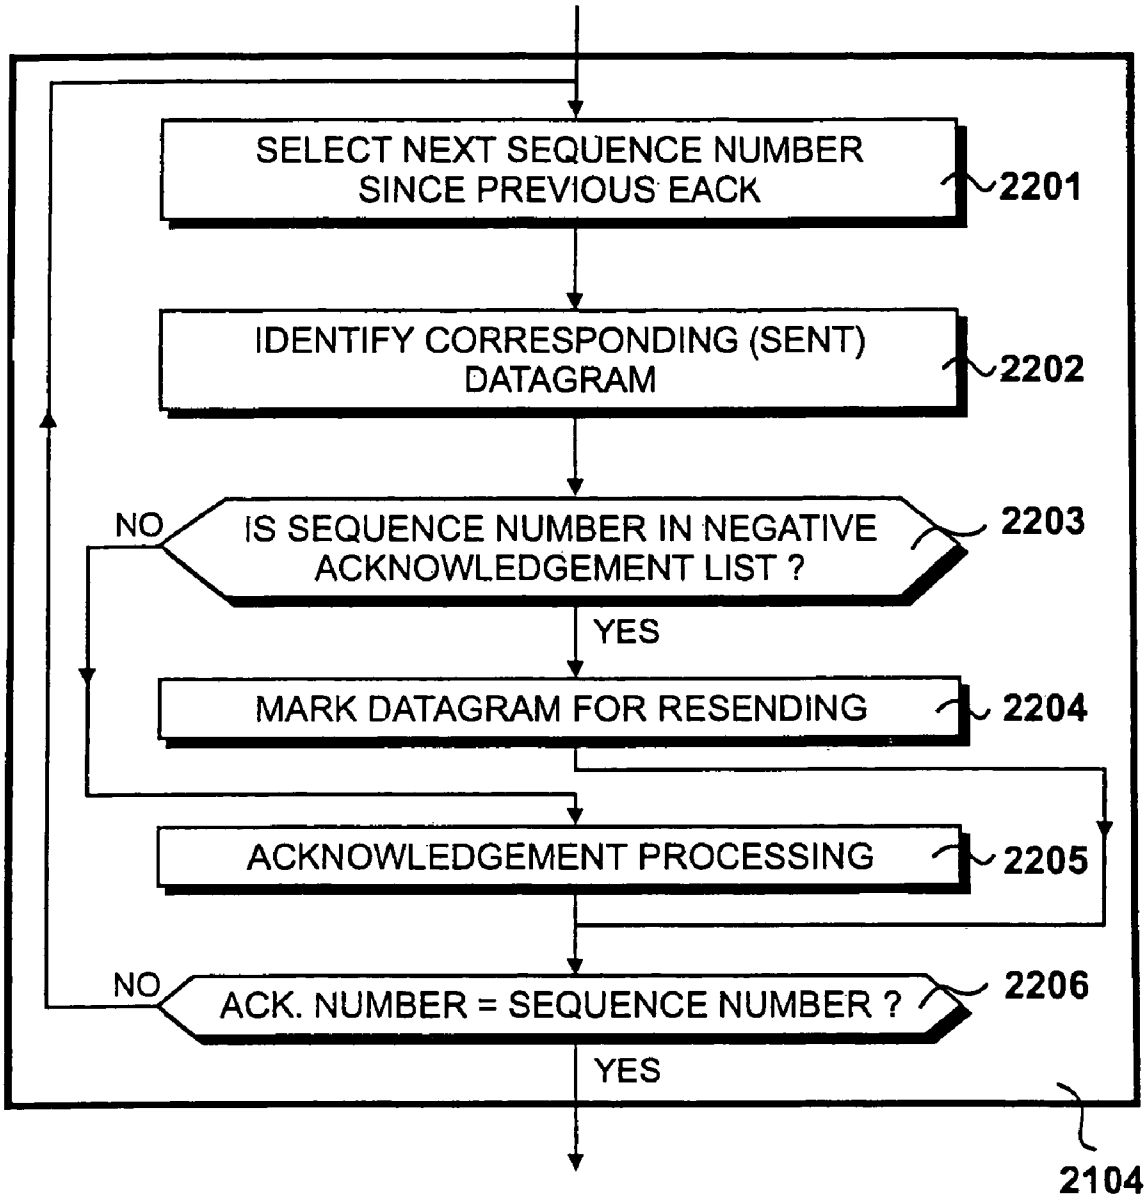 SELECT NEXT SEQUENCE NUMBER
SINCE PREVIOUS EACK
2201
IDENTIFY CORRESPONDING (SENT)
DATAGRAM
2202
NO
IS SEQUENCE NUMBER IN NEGATIVE
ACKNOWLEDGEMENT LIST ?
2203
YES
MARK DATAGRAM FOR RESENDING
2204
ACKNOWLEDGEMENT PROCESSING
2205
NO
ACK. NUMBER = SEQUENCE NUMBER ?
2206
YES
2104